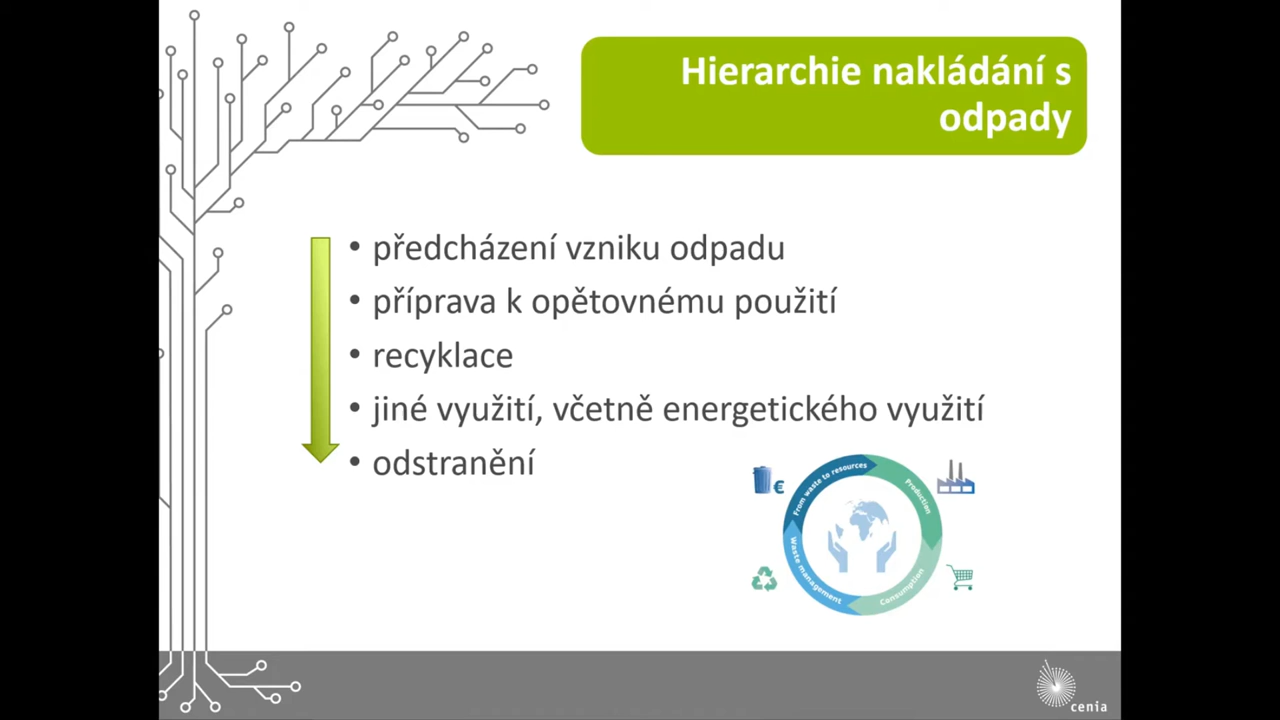 Hierarchie nakládání s
odpady
• předcházení vzniku odpadu
• příprava k opětovnému použití
• recyklace
• jiné využití, včetně energetického využití
• odstranění
From waste to resources
Production
Consumption
Waste management
€
cenia